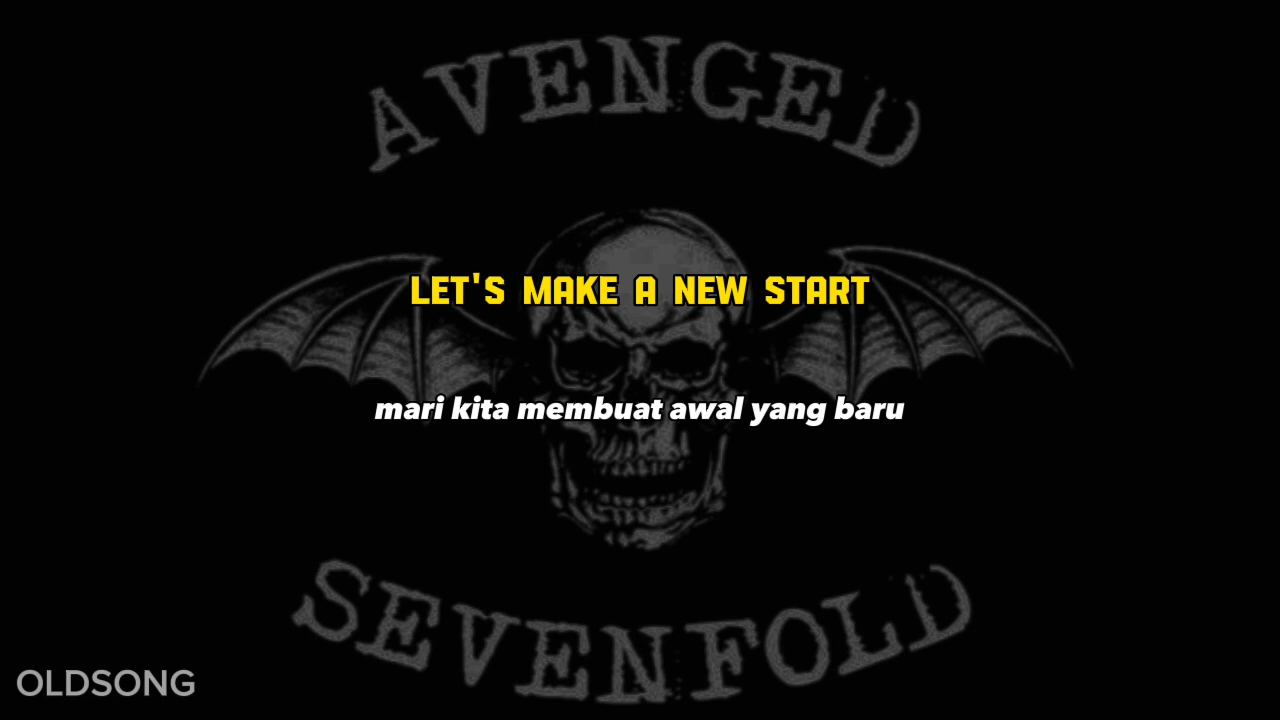 AVENGED
LET'S MAKE A NEW START
mari kita membuat awal yang baru
SEVENFOLD
OLDSONG